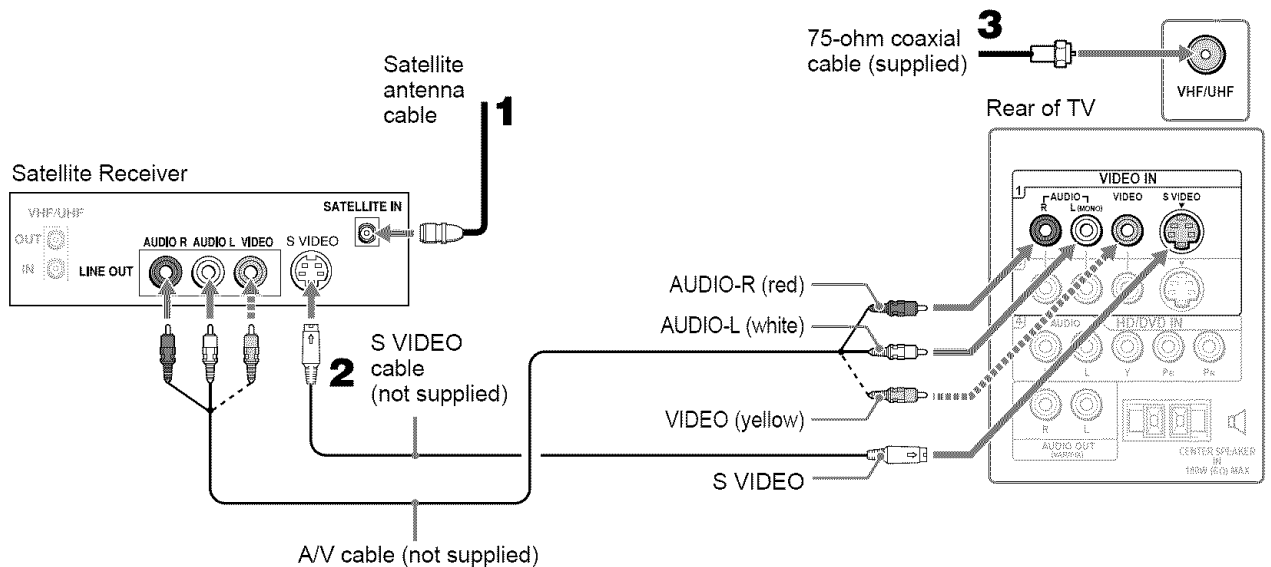 75-ohm coaxial
cable (supplied)
3
VHF/UHF
Satellite
antenna
cable
1
Rear of TV
Satellite Receiver
VHF/UHF
OUT
IN
LINE OUT
AUDIO R AUDIO L VIDEO
S VIDEO
SATELLITE IN
VIDEO IN
1
AUDIO
R L (MONO)
VIDEO
S VIDEO
AUDIO-R (red)
AUDIO-L (white)
VIDEO (yellow)
S VIDEO
2
S VIDEO
cable
(not supplied)
A/V cable (not supplied)
AUDIO
HD/DVD IN
L Y
R L
AUDIO OUT
CENTER SPEAKER
IN
MAX